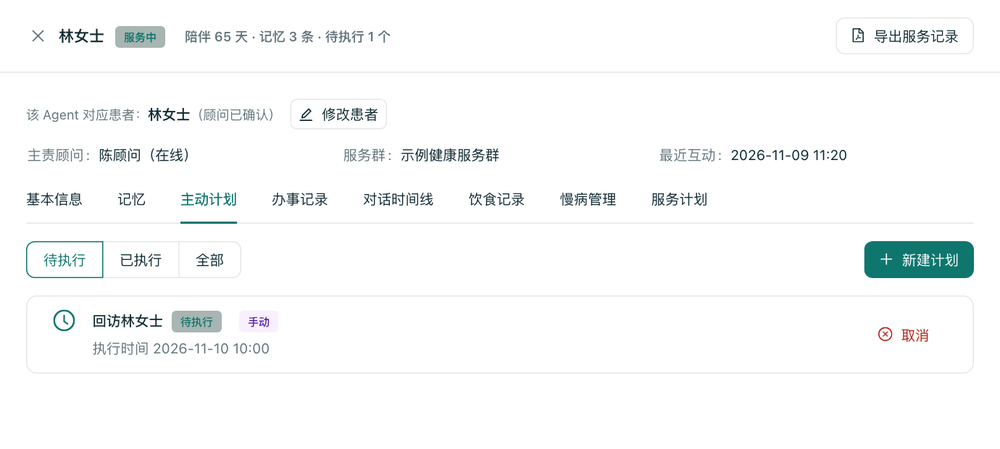 林女士 服务中 陪伴 65 天 · 记忆 3 条 · 待执行 1 个 导出服务记录
该 Agent 对应患者：林女士（顾问已确认） 修改患者
主责顾问：陈顾问（在线） 服务群：示例健康服务群 最近互动：2026-11-09 11:20
基本信息 记忆 主动计划 办事记录 对话时间线 饮食记录 慢病管理 服务计划
待执行 已执行 全部 新建计划
回访林女士 待执行 手动
执行时间 2026-11-10 10:00 取消